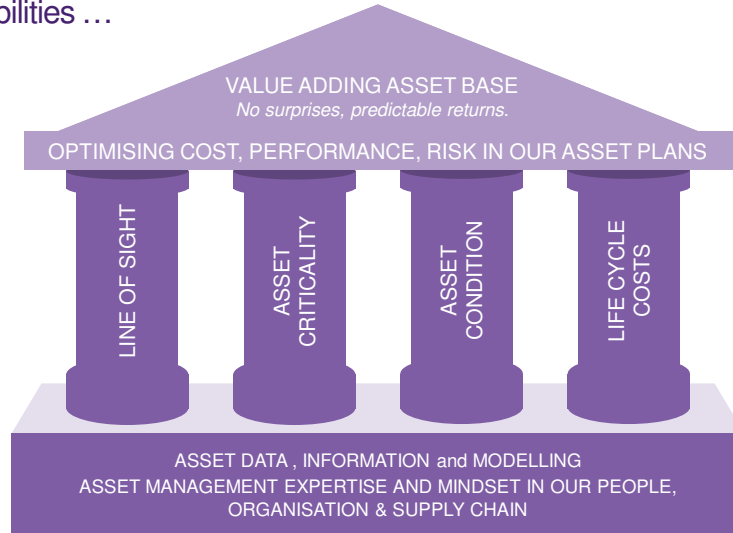 bilities …
VALUE ADDING ASSET BASE
No surprises, predictable returns.
OPTIMISING COST, PERFORMANCE, RISK IN OUR ASSET PLANS
LINE OF SIGHT
ASSET
CRITICALITY
ASSET
CONDITION
LIFE CYCLE
COSTS
ASSET DATA , INFORMATION and MODELLING
ASSET MANAGEMENT EXPERTISE AND MINDSET IN OUR PEOPLE,
ORGANISATION & SUPPLY CHAIN